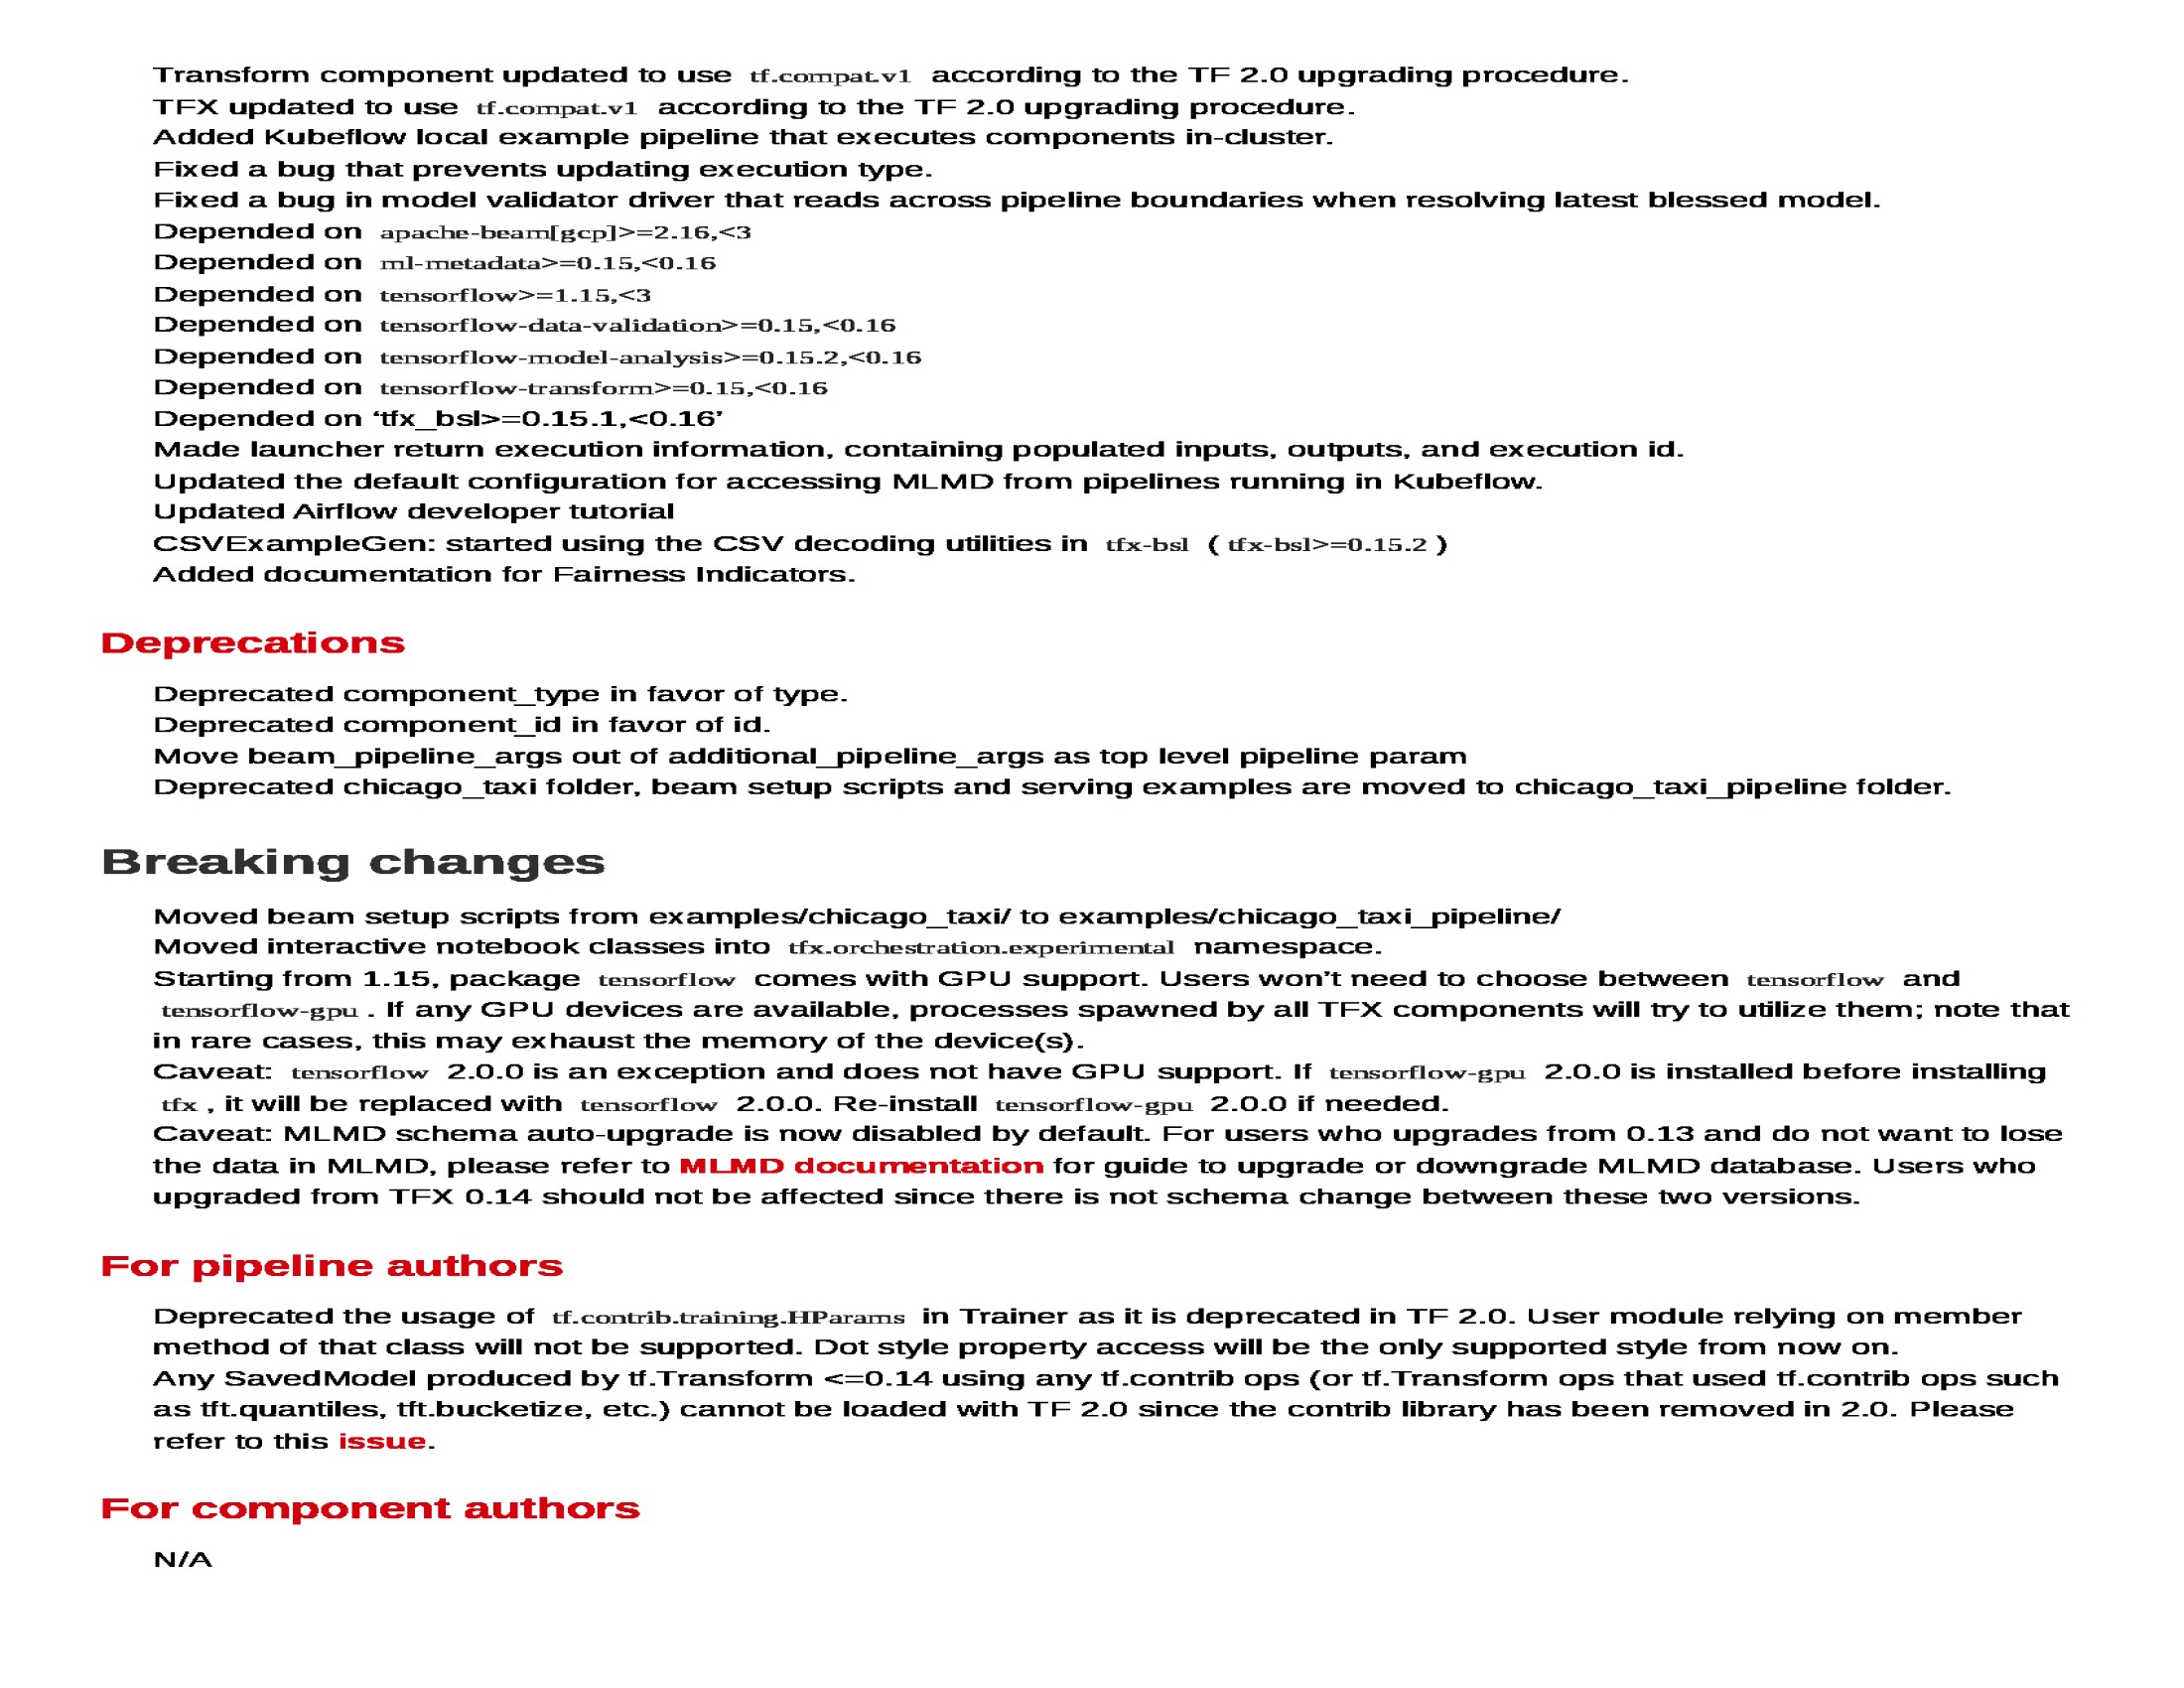 Transform component updated to use tf.compat.v1 according to the TF 2.0 upgrading procedure.
TFX updated to use tf.compat.v1 according to the TF 2.0 upgrading procedure.
Added Kubeflow local example pipeline that executes components in-cluster.
Fixed a bug that prevents updating execution type.
Fixed a bug in model validator driver that reads across pipeline boundaries when resolving latest blessed model.
Depended on apache-beam[gcp]>=2.16,<3
Depended on ml-metadata>=0.15,<0.16
Depended on tensorflow>=1.15,<3
Depended on tensorflow-data-validation>=0.15,<0.16
Depended on tensorflow-model-analysis>=0.15.2,<0.16
Depended on tensorflow-transform>=0.15,<0.16
Depended on ‘tfx_bsl>=0.15.1,<0.16’
Made launcher return execution information, containing populated inputs, outputs, and execution id.
Updated the default configuration for accessing MLMD from pipelines running in Kubeflow.
Updated Airflow developer tutorial
CSVExampleGen: started using the CSV decoding utilities in tfx-bsl ( tfx-bsl>=0.15.2 )
Added documentation for Fairness Indicators.
Deprecations
Deprecated component_type in favor of type.
Deprecated component_id in favor of id.
Move beam_pipeline_args out of additional_pipeline_args as top level pipeline param
Deprecated chicago_taxi folder, beam setup scripts and serving examples are moved to chicago_taxi_pipeline folder.
Breaking changes
Moved beam setup scripts from examples/chicago_taxi/ to examples/chicago_taxi_pipeline/
Moved interactive notebook classes into tfx.orchestration.experimental namespace.
Starting from 1.15, package tensorflow comes with GPU support. Users won’t need to choose between tensorflow and
tensorflow-gpu . If any GPU devices are available, processes spawned by all TFX components will try to utilize them; note that
in rare cases, this may exhaust the memory of the device(s).
Caveat: tensorflow 2.0.0 is an exception and does not have GPU support. If tensorflow-gpu 2.0.0 is installed before installing
tfx , it will be replaced with tensorflow 2.0.0. Re-install tensorflow-gpu 2.0.0 if needed.
Caveat: MLMD schema auto-upgrade is now disabled by default. For users who upgrades from 0.13 and do not want to lose
the data in MLMD, please refer to MLMD documentation for guide to upgrade or downgrade MLMD database. Users who
upgraded from TFX 0.14 should not be affected since there is not schema change between these two versions.
For pipeline authors
Deprecated the usage of tf.contrib.training.HParams in Trainer as it is deprecated in TF 2.0. User module relying on member
method of that class will not be supported. Dot style property access will be the only supported style from now on.
Any SavedModel produced by tf.Transform <=0.14 using any tf.contrib ops (or tf.Transform ops that used tf.contrib ops such
as tft.quantiles, tft.bucketize, etc.) cannot be loaded with TF 2.0 since the contrib library has been removed in 2.0. Please
refer to this issue.
For component authors
N/A